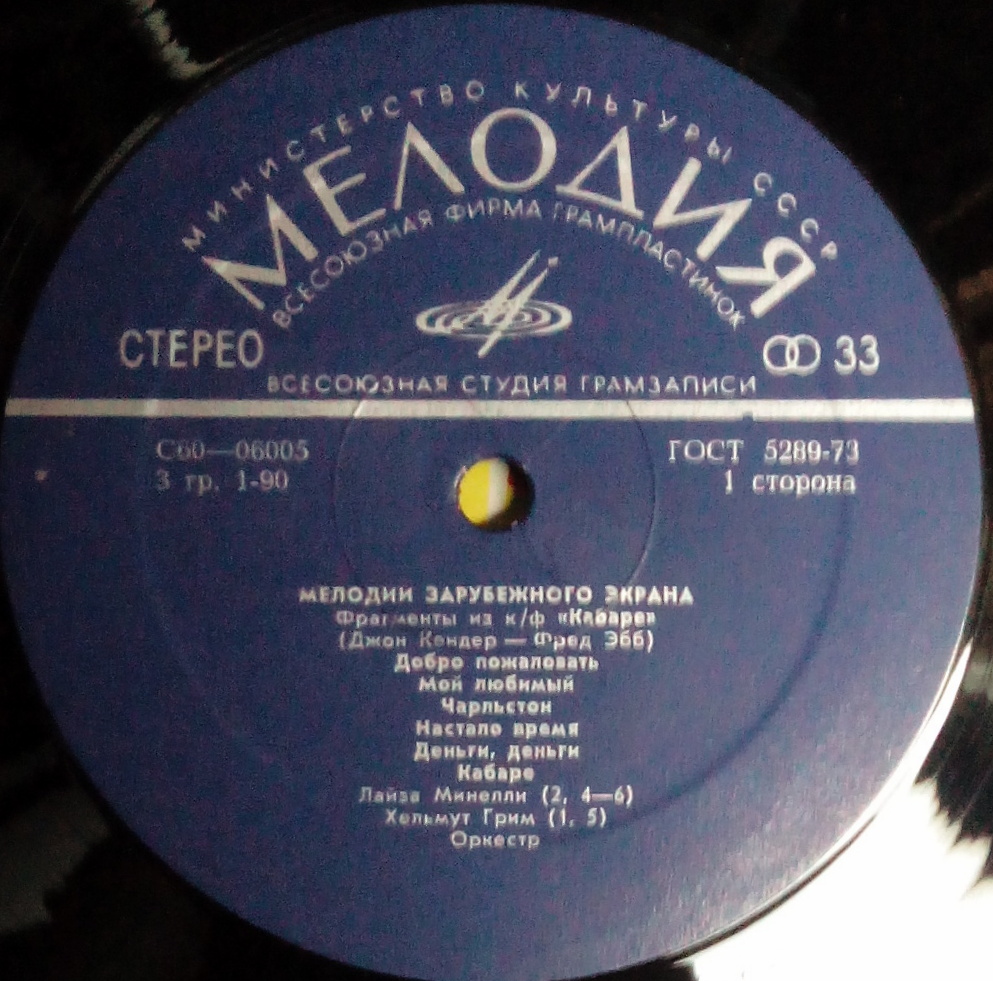 МИНИСТЕРСТВО КУЛЬТУРЫ СССР
МЕЛОДИЯ
ВСЕСОЮЗНАЯ ФИРМА ГРАМПЛАСТИНОК
СТЕРЕО
33
ВСЕСОЮЗНАЯ СТУДИЯ ГРАМЗАПИСИ
С60—06005
ГОСТ 5289-73
3 гр. 1-90
1 сторона
МЕЛОДИИ ЗАРУБЕЖНОГО ЭКРАНА
Фрагменты из к/ф «Кабаре»
(Джон Кендер — Фред Эбб)
Добро пожаловать
Мой любимый
Чарльстон
Настало время
Деньги, деньги
Кабаре
Лайза Минелли (2, 4—6)
Хельмут Грим (1, 5)
Оркестр